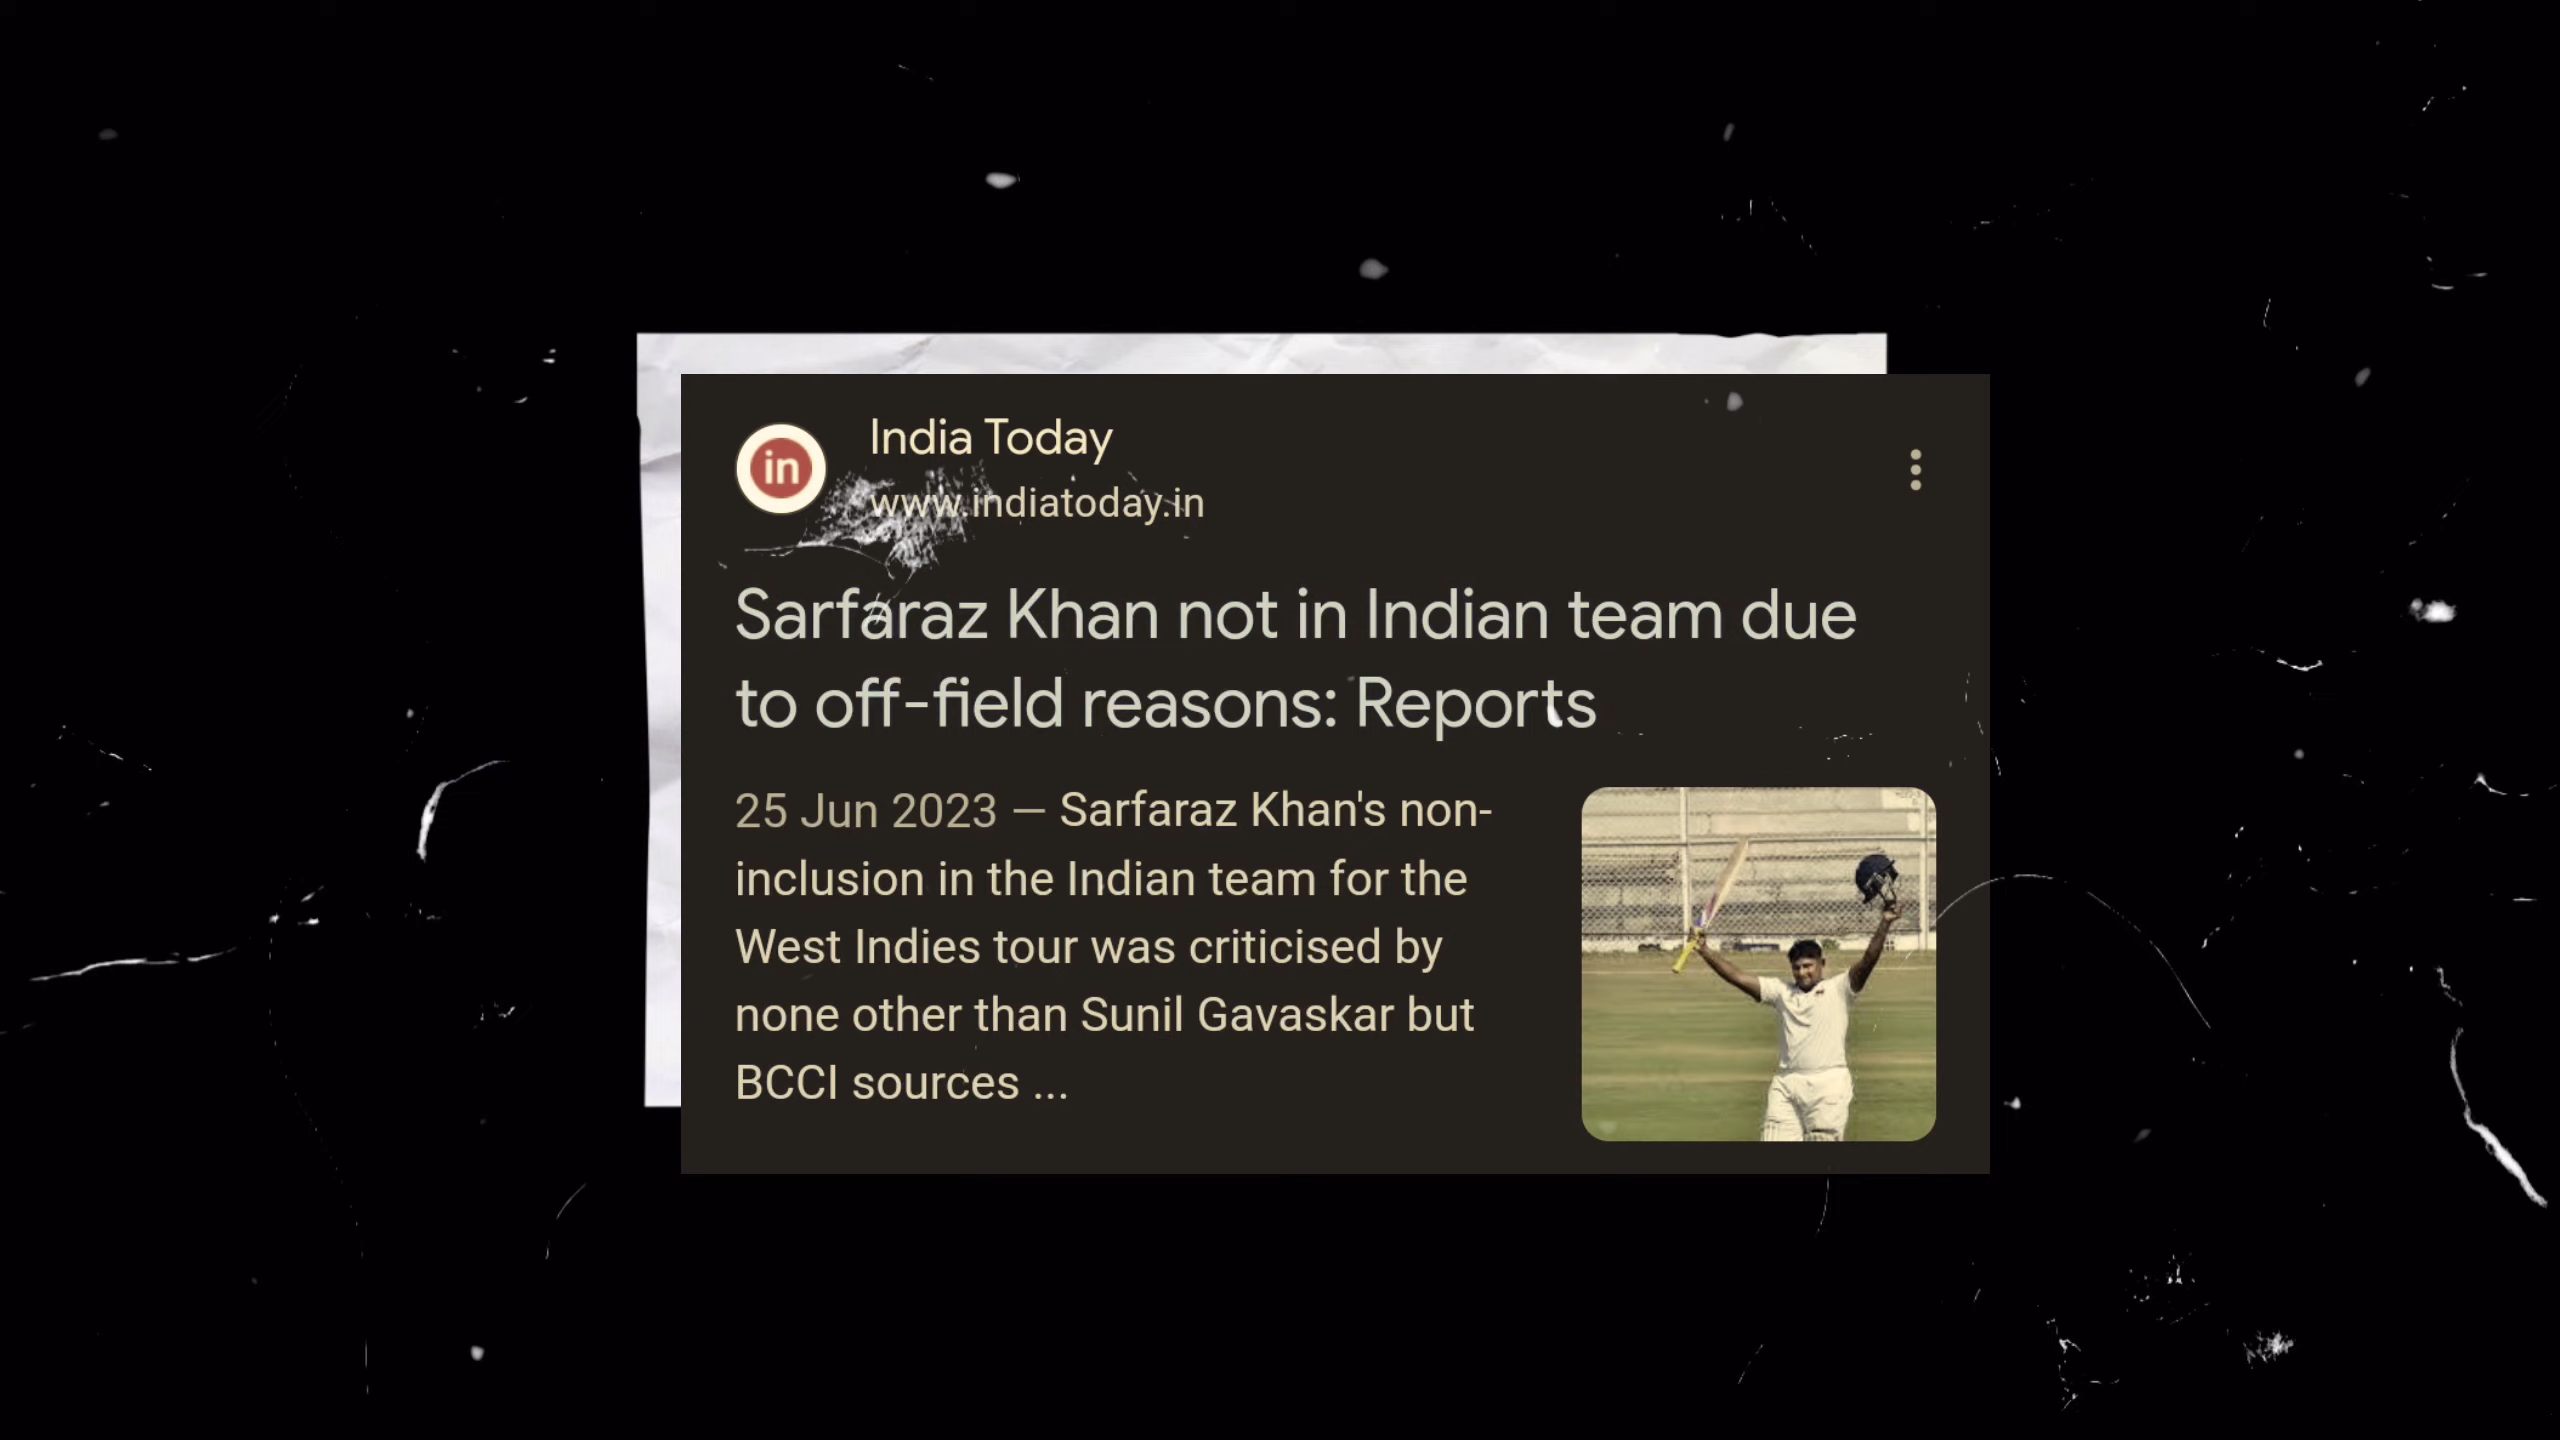 in
India Today
www.indiatoday.in
Sarfaraz Khan not in Indian team due
to off-field reasons: Reports
25 Jun 2023 — Sarfaraz Khan's non-
inclusion in the Indian team for the
West Indies tour was criticised by
none other than Sunil Gavaskar but
BCCI sources ...